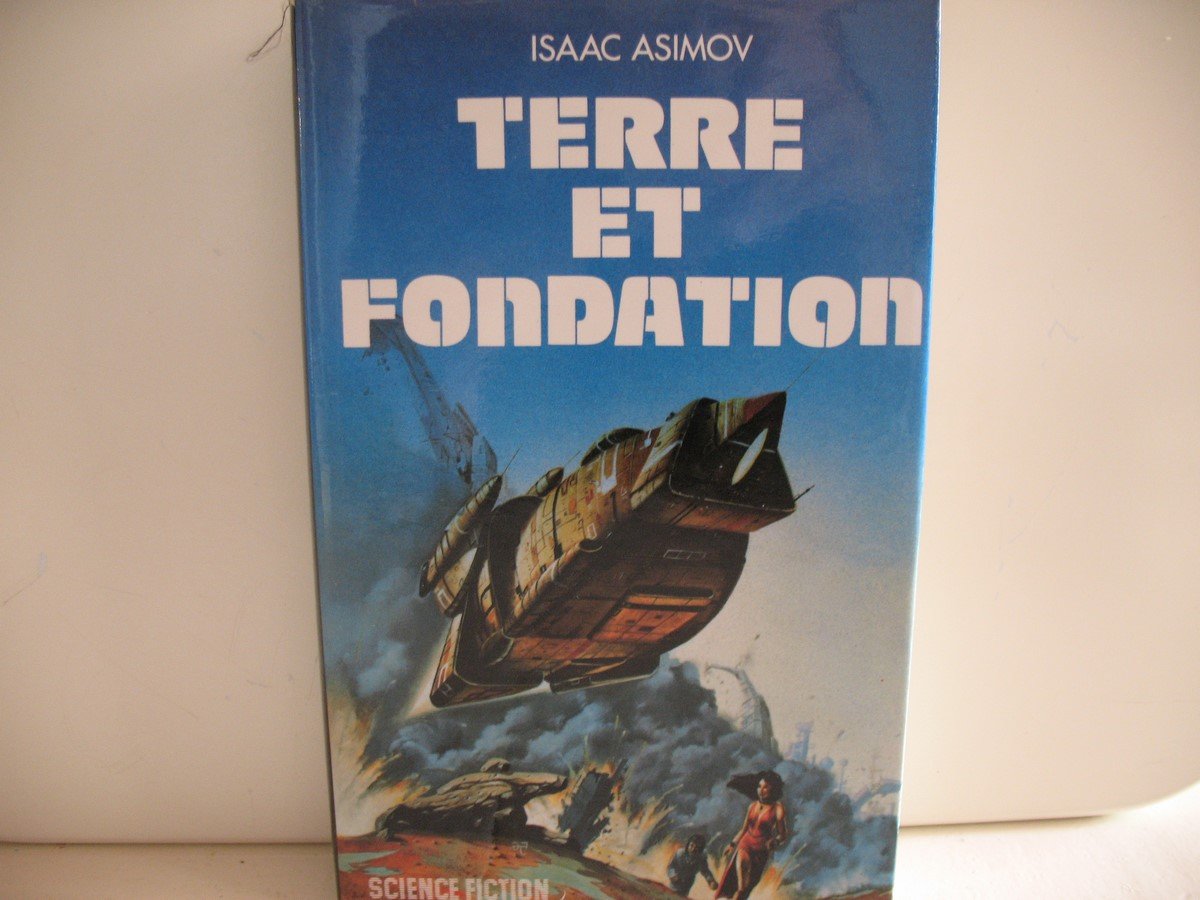 ISAAC ASIMOV
TERRE
ET
FONDATION
SCIENCE FICTION